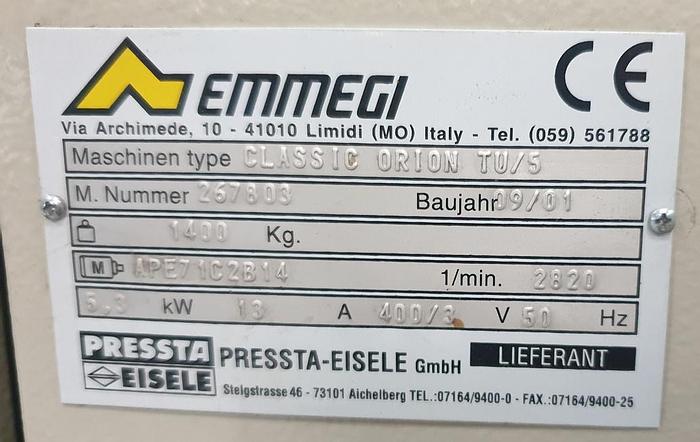 EMMEGI CE
Via Archimede, 10 - 41010 Limidi (MO) Italy - Tel. (059) 561788
Maschinen type CLASSIC ORION TU/5
M. Nummer 267803 Baujahr 09/01
1400 Kg.
M APE71C2B14 1/min. 2820
5,3 kW 13 A 400/3 V 50 Hz
PRESSTA EISELE PRESSTA-EISELE GmbH LIEFERANT
Steigstrasse 46 - 73101 Aichelberg TEL.:07164/9400-0 - FAX.:07164/9400-25